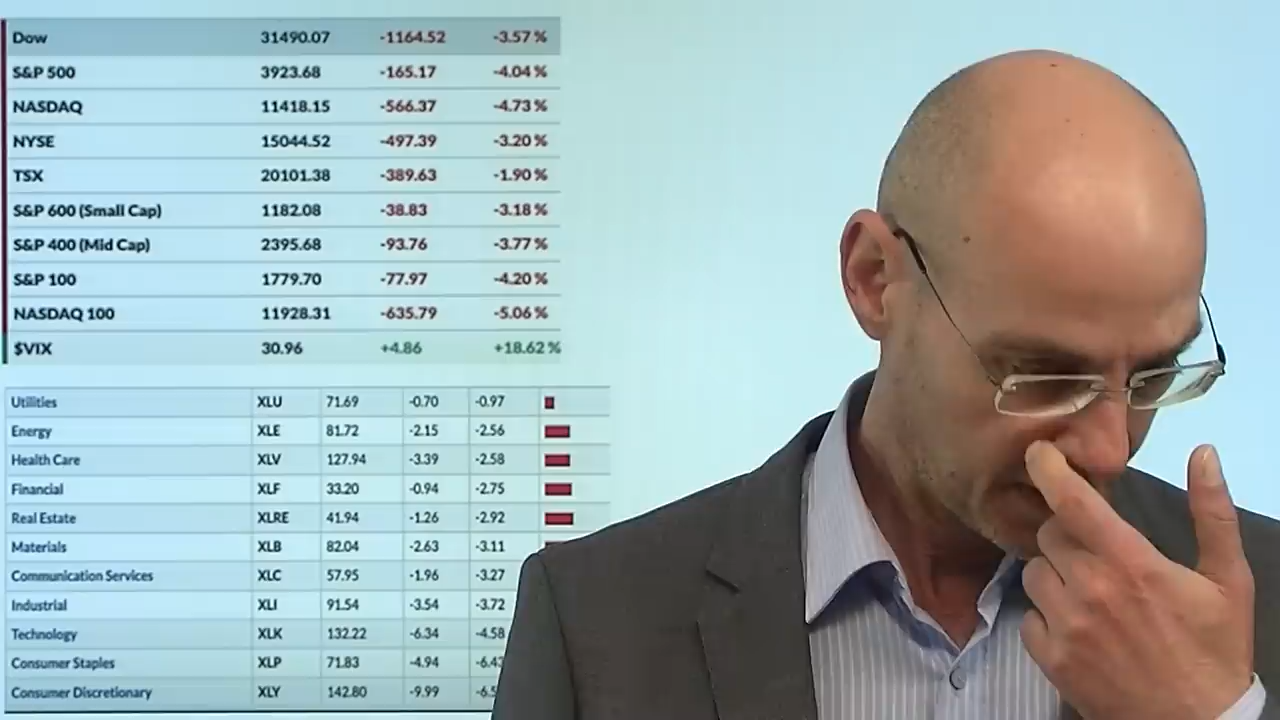 Dow 31490.07 -1164.52 -3.57 %
S&P 500 3923.68 -165.17 -4.04 %
NASDAQ 11418.15 -566.37 -4.73 %
NYSE 15044.52 -497.39 -3.20 %
TSX 20101.38 -389.63 -1.90 %
S&P 600 (Small Cap) 1182.08 -38.83 -3.18 %
S&P 400 (Mid Cap) 2395.68 -93.76 -3.77 %
S&P 100 1779.70 -77.97 -4.20 %
NASDAQ 100 11928.31 -635.79 -5.06 %
$VIX 30.96 +4.86 +18.62 %
Utilities XLU 71.69 -0.70 -0.97
Energy XLE 81.72 -2.15 -2.56
Health Care XLV 127.94 -3.39 -2.58
Financial XLF 33.20 -0.94 -2.75
Real Estate XLRE 41.94 -1.26 -2.92
Materials XLB 82.04 -2.63 -3.11
Communication Services XLC 57.95 -1.96 -3.27
Industrial XLI 91.54 -3.54 -3.72
Technology XLK 132.22 -6.34 -4.58
Consumer Staples XLP 71.83 -4.94
Consumer Discretionary XLY 142.80 -9.99